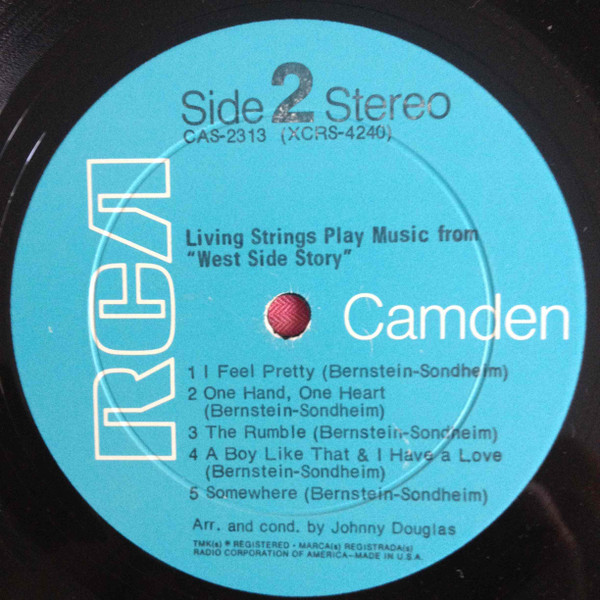 Side 2 Stereo
CAS-2313 (XCRS-4240)
RCA
Living Strings Play Music from
"West Side Story"
Camden
1 I Feel Pretty (Bernstein-Sondheim)
2 One Hand, One Heart
(Bernstein-Sondheim)
3 The Rumble (Bernstein-Sondheim)
4 A Boy Like That & I Have a Love
(Bernstein-Sondheim)
5 Somewhere (Bernstein-Sondheim)
Arr. and cond. by Johnny Douglas
TMK(s) ® REGISTERED • MARCA(s) REGISTRADA(s)
RADIO CORPORATION OF AMERICA—MADE IN U.S.A.